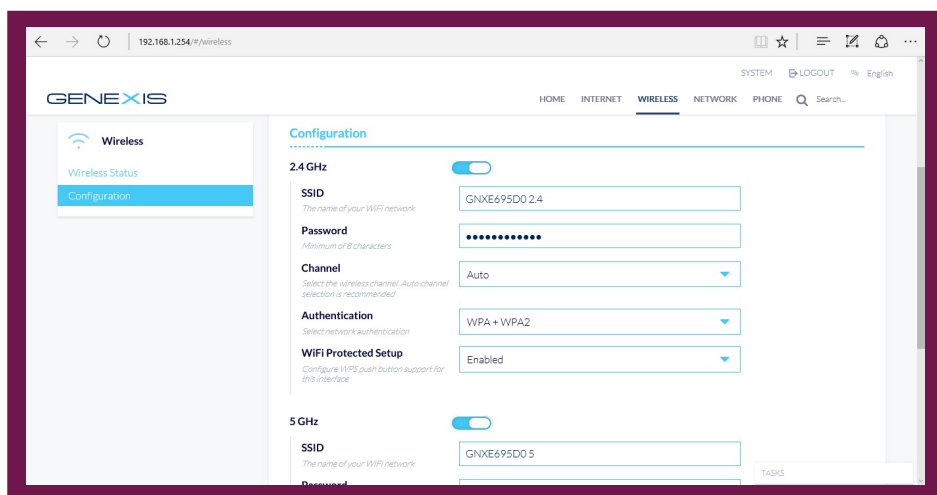 192.168.1.254/#/wireless
SYSTEM LOGOUT English
GENEXIS
HOME INTERNET WIRELESS NETWORK PHONE Search...
Wireless
Wireless Status
Configuration
Configuration
2.4 GHz
SSID
The name of your WiFi network
GNXE695D0 2.4
Password
Minimum of 8 characters
••••••••••••
Channel
Select the wireless channel. Auto channel
selection is recommended
Auto
Authentication
Select network authentication
WPA + WPA2
WiFi Protected Setup
Configure WPS push button support for
this interface
Enabled
5 GHz
SSID
The name of your WiFi network
GNXE695D0 5
Password
TASKS